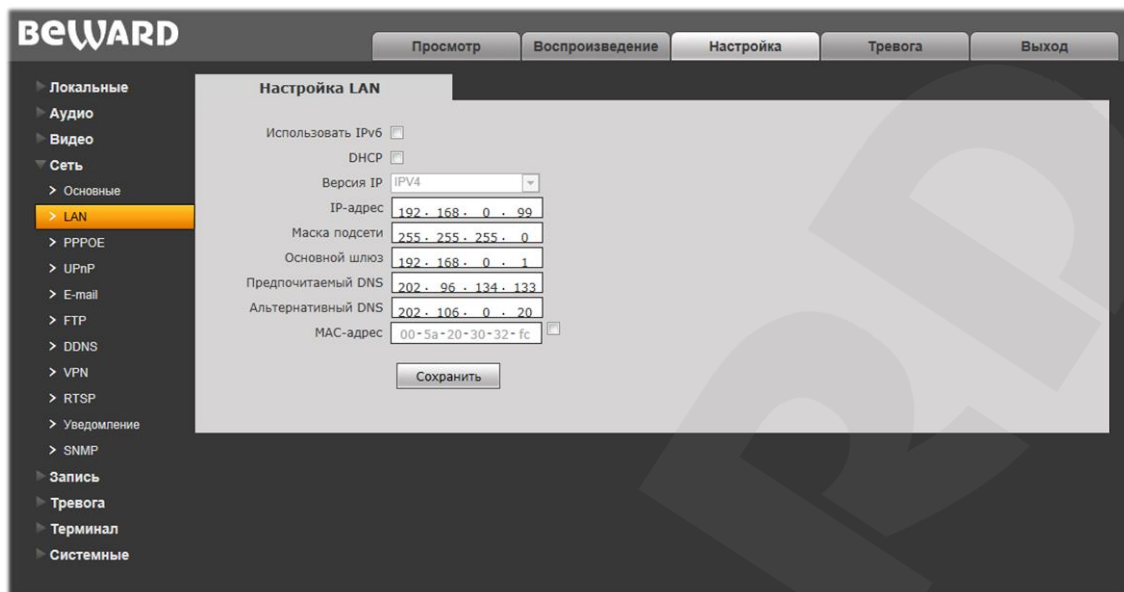 BEWARD
Просмотр Воспроизведение Настройка Тревога Выход
Локальные
Аудио
Видео
Сеть
Основные
LAN
PPPOE
UPnP
E-mail
FTP
DDNS
VPN
RTSP
Уведомление
SNMP
Запись
Тревога
Терминал
Системные
Настройка LAN
Использовать IPv6
DHCP
Версия IP IPV4
IP-адрес 192 . 168 . 0 . 99
Маска подсети 255 . 255 . 255 . 0
Основной шлюз 192 . 168 . 0 . 1
Предпочитаемый DNS 202 . 96 . 134 . 133
Альтернативный DNS 202 . 106 . 0 . 20
MAC-адрес 00-5a-20-30-32-fc
Сохранить